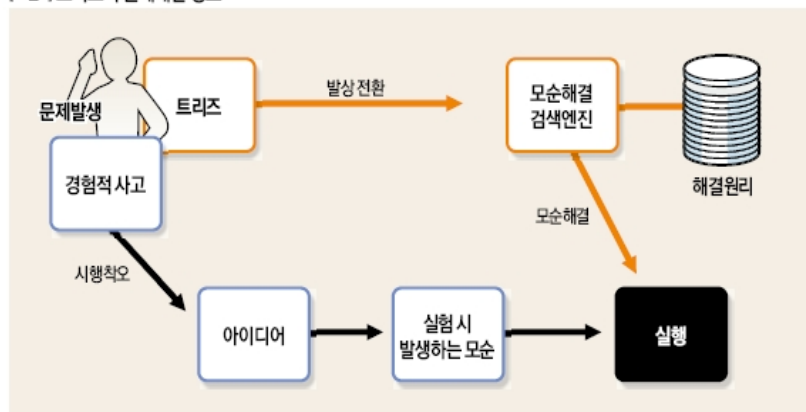 문제발생
트리즈
발상 전환
모순해결
검색엔진
해결원리
경험적 사고
모순해결
시행착오
아이디어
실험 시
발생하는 모순
실행